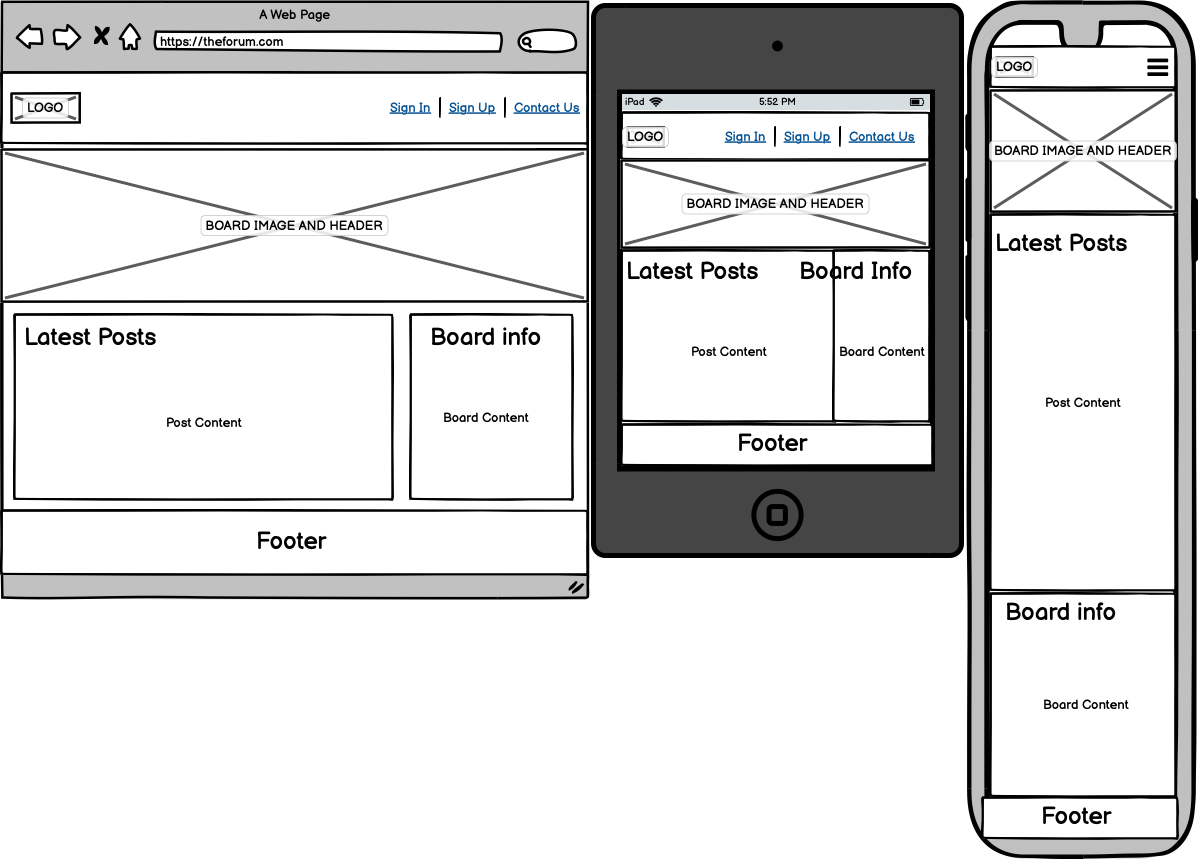 A Web Page
https://theforum.com
LOGO
Sign In
Sign Up
Contact Us
BOARD IMAGE AND HEADER
Latest Posts
Post Content
Board info
Board Content
Footer
iPad
5:52 PM
LOGO
Sign In
Sign Up
Contact Us
BOARD IMAGE AND HEADER
Latest Posts
Board Info
Post Content
Board Content
Footer
LOGO
BOARD IMAGE AND HEADER
Latest Posts
Post Content
Board info
Board Content
Footer